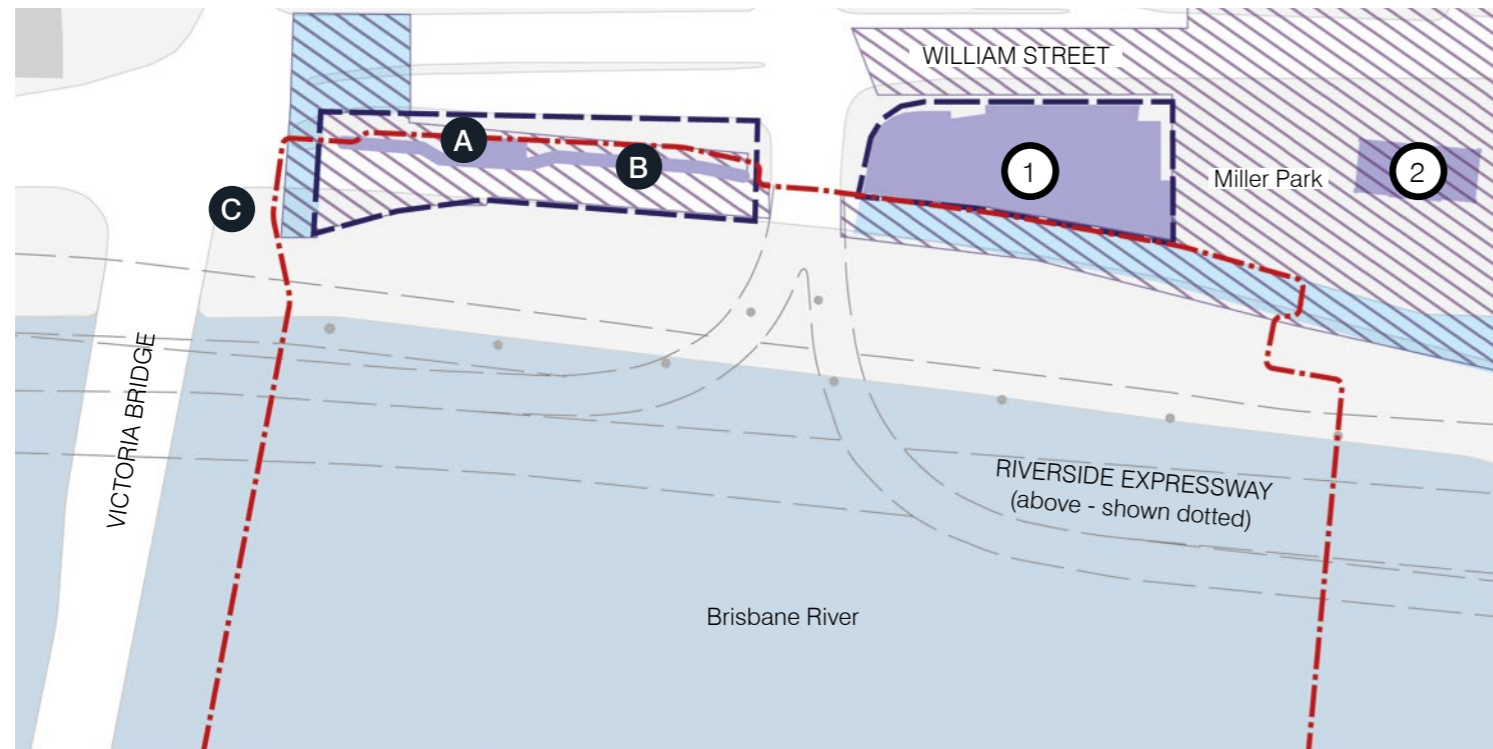 WILLIAM STREET
A
B
1
Miller Park
2
C
VICTORIA BRIDGE
RIVERSIDE EXPRESSWAY
(above - shown dotted)
Brisbane River